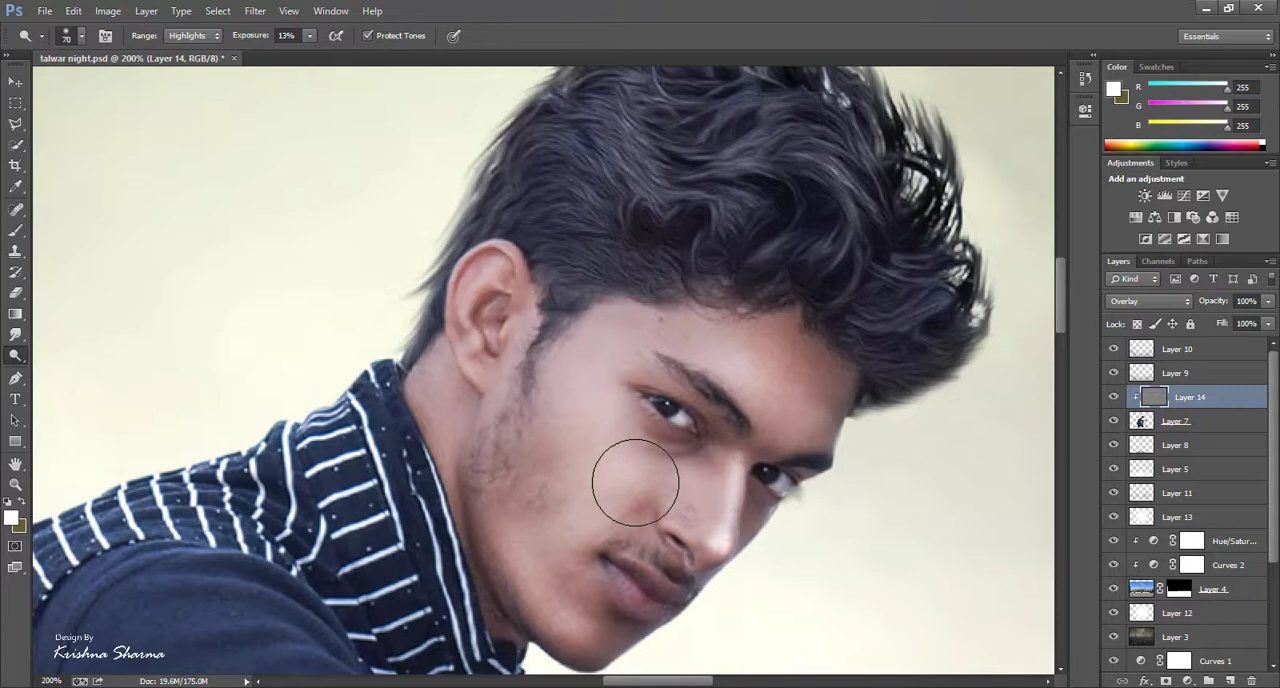 Ps File Edit Image Layer Type Select Filter View Window Help
70 Range: Highlights Exposure: 13% Protect Tones Essentials
talwar night.psd @ 200% (Layer 14, RGB/8) * ×
Color Swatches
R 255
G 255
B 255
Adjustments Styles
Add an adjustment
Layers Channels Paths
Kind
Overlay Opacity: 100%
Lock: Fill: 100%
Layer 10
Layer 9
Layer 14
Layer 7
Layer 8
Layer 5
Layer 11
Layer 13
Hue/Satur...
Curves 2
Layer 4
Layer 12
Layer 3
Curves 1
Design By
Krishna Sharma
200% Doc: 19.6M/175.0M